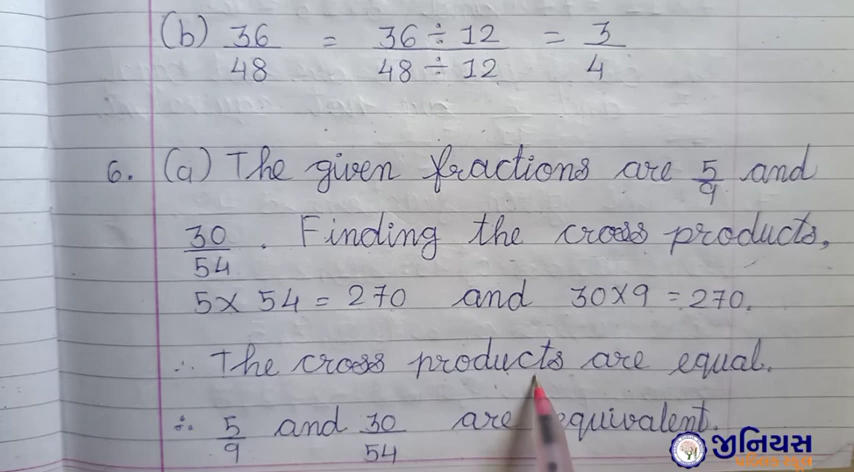 (b) 36/48 = 36 ÷ 12/48 ÷ 12 = 3/4
6. (a) The given fractions are 5/9 and
30/54. Finding the cross products,
5 × 54 = 270 and 30 × 9 = 270.
∴ The cross products are equal.
∴ 5/9 and 30/54 are equivalent.
જીનિયસ